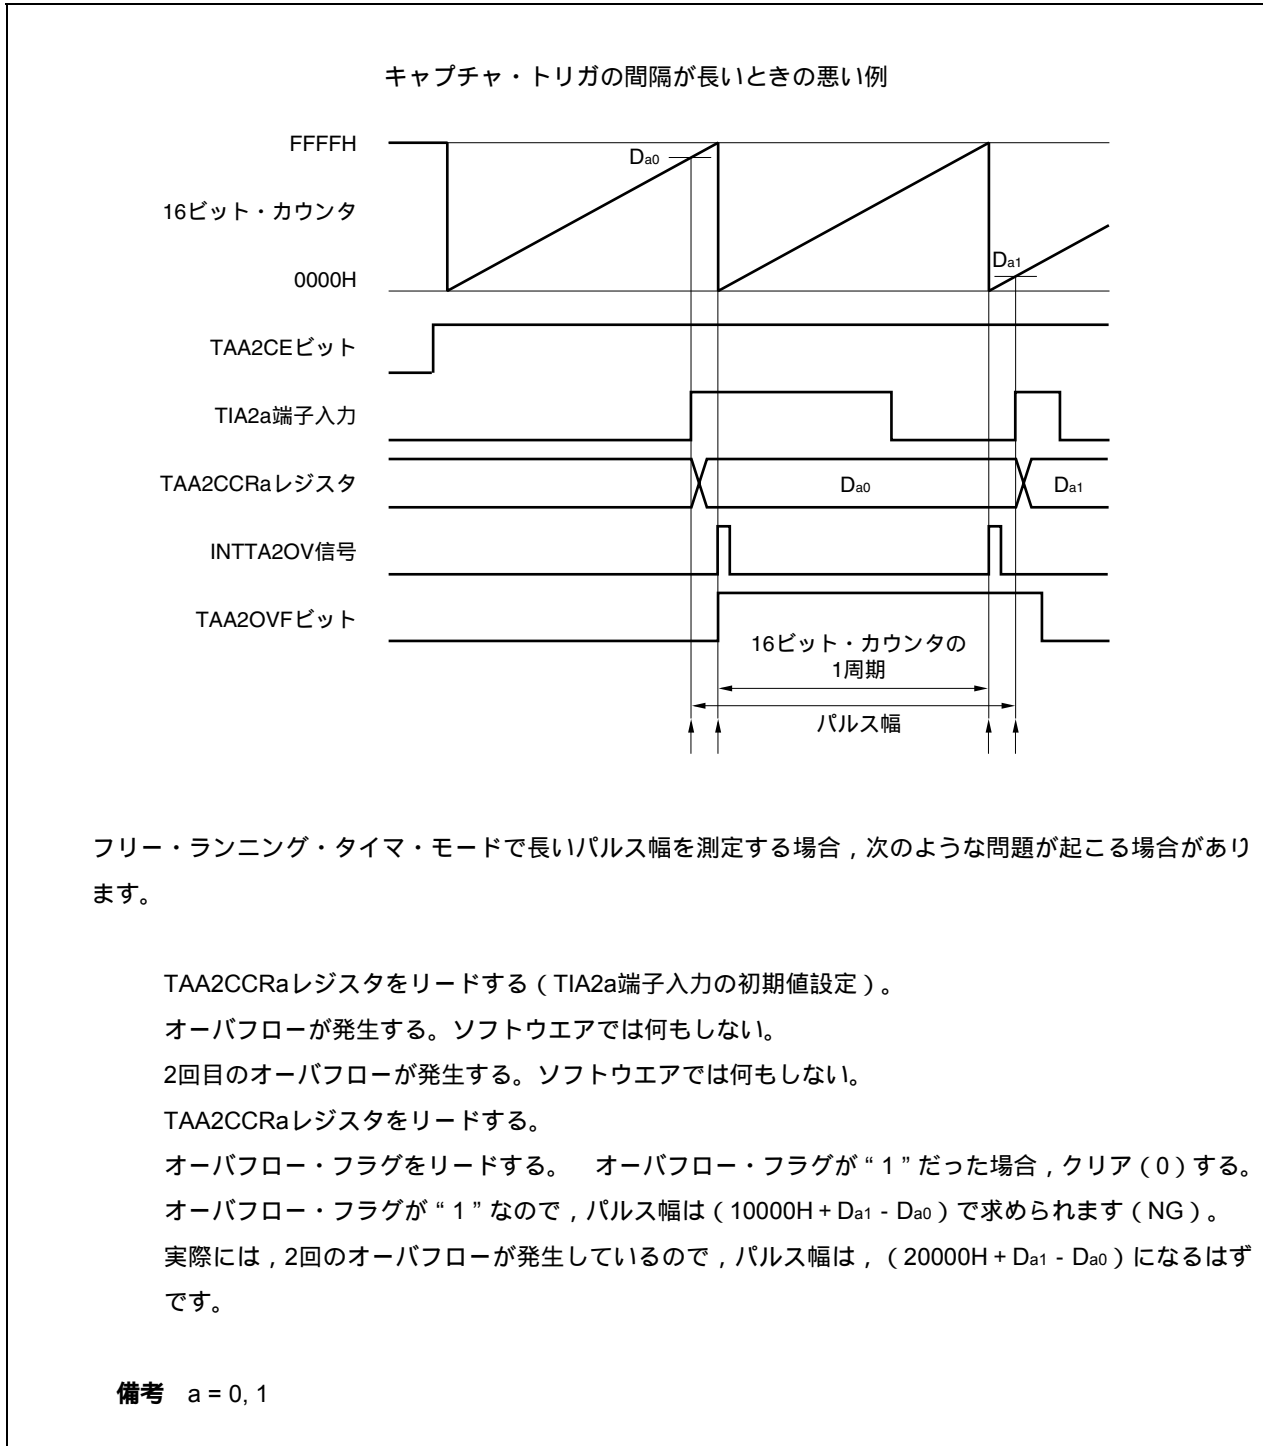 キャプチャ・トリガの間隔が長いときの悪い例
FFFFH
Da0
16ビット・カウンタ
Da1
0000H
TAA2CEビット
TIA2a端子入力
TAA2CCRaレジスタ
Da0
Da1
INTTA2OV信号
TAA2OVFビット
16ビット・カウンタの
1周期
パルス幅
フリー・ランニング・タイマ・モードで長いパルス幅を測定する場合，次のような問題が起こる場合があり
ます。
TAA2CCRaレジスタをリードする（TIA2a端子入力の初期値設定）。
オーバフローが発生する。ソフトウエアでは何もしない。
2回目のオーバフローが発生する。ソフトウエアでは何もしない。
TAA2CCRaレジスタをリードする。
オーバフロー・フラグをリードする。　オーバフロー・フラグが“1”だった場合，クリア（0）する。
オーバフロー・フラグが“1”なので，パルス幅は（10000H + Da1 - Da0）で求められます（NG）。
実際には，2回のオーバフローが発生しているので，パルス幅は，（20000H + Da1 - Da0）になるはず
です。
備考　a = 0, 1